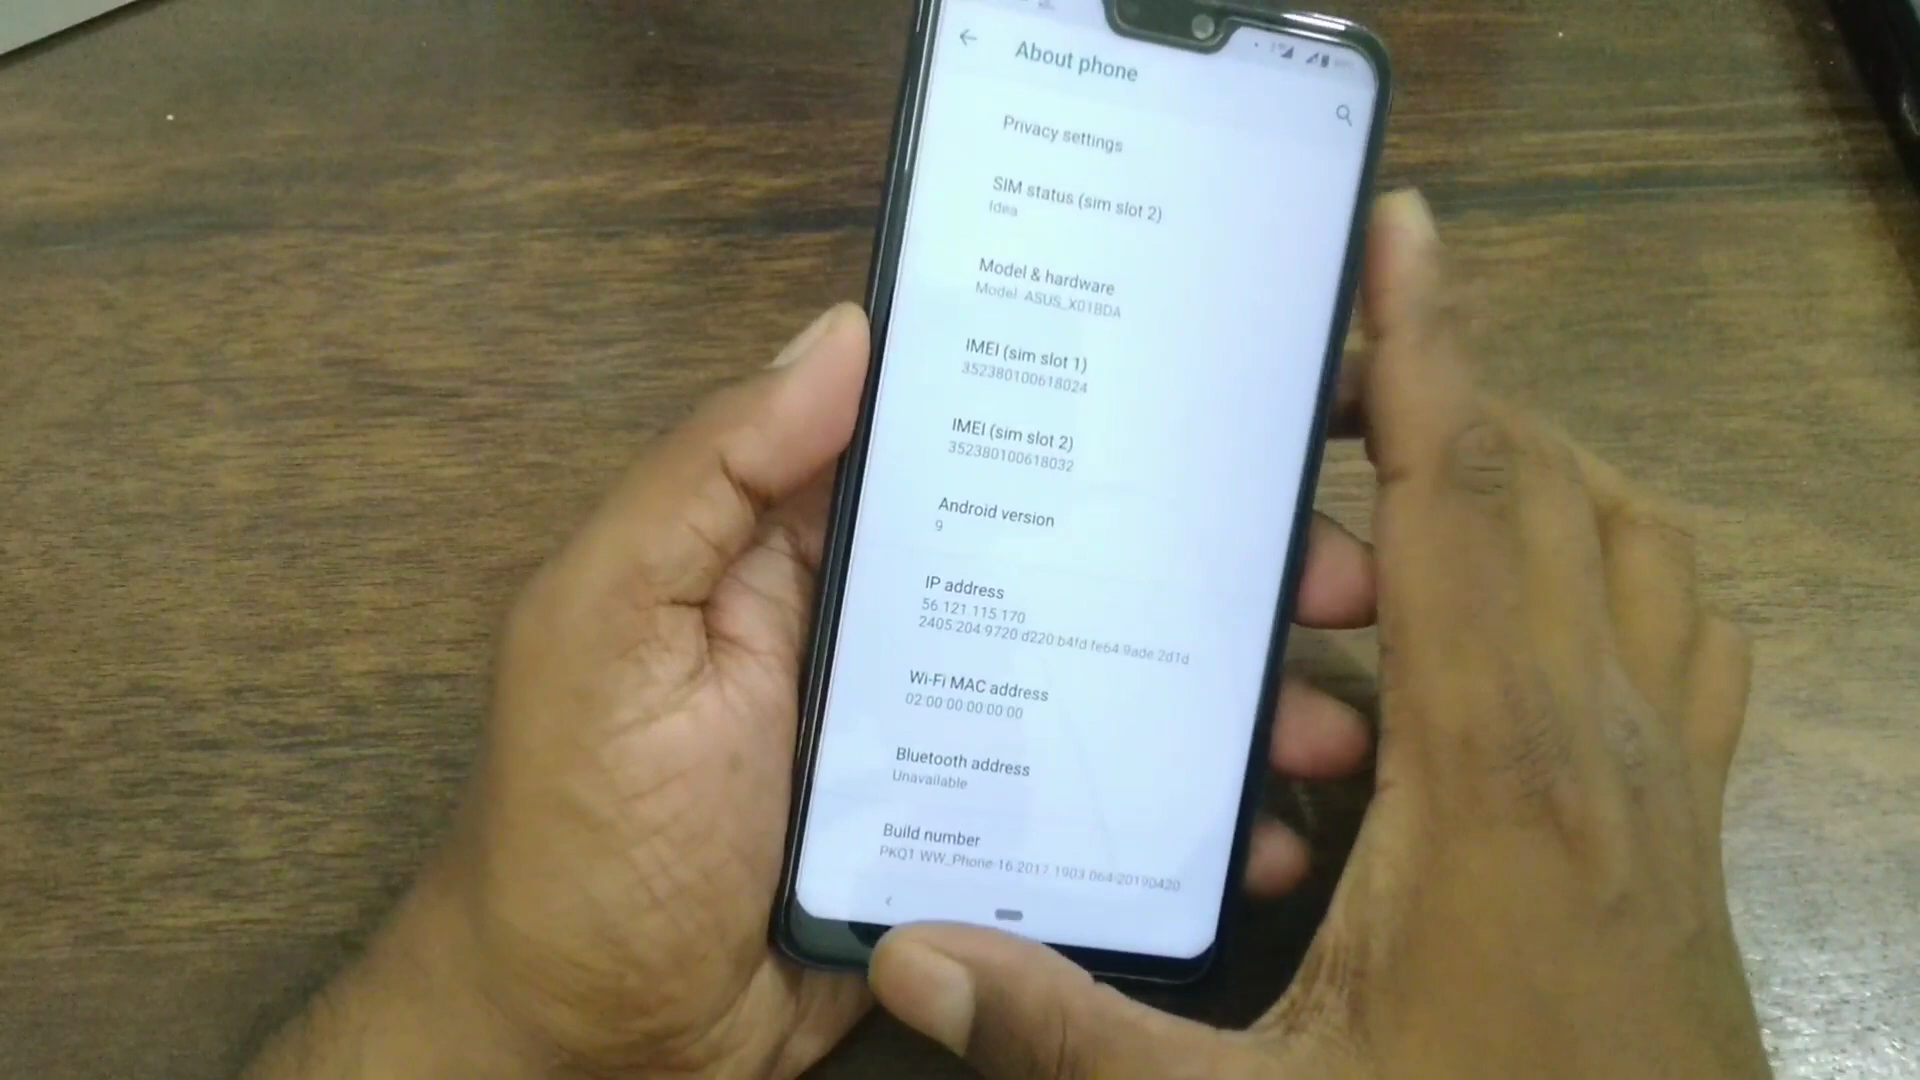 About phone
Privacy settings
SIM status (sim slot 2)
Idea
Model & hardware
Model: ASUS_X01BDA
IMEI (sim slot 1)
352380100618024
IMEI (sim slot 2)
352380100618032
Android version
9
IP address
56.121.115.170
2405:204:9720:d220:b4fd:fe64:9ade:2d1d
Wi-Fi MAC address
02:00:00:00:00:00
Bluetooth address
Unavailable
Build number
PKQ1.WW_Phone-16.2017.1903.064-20190420